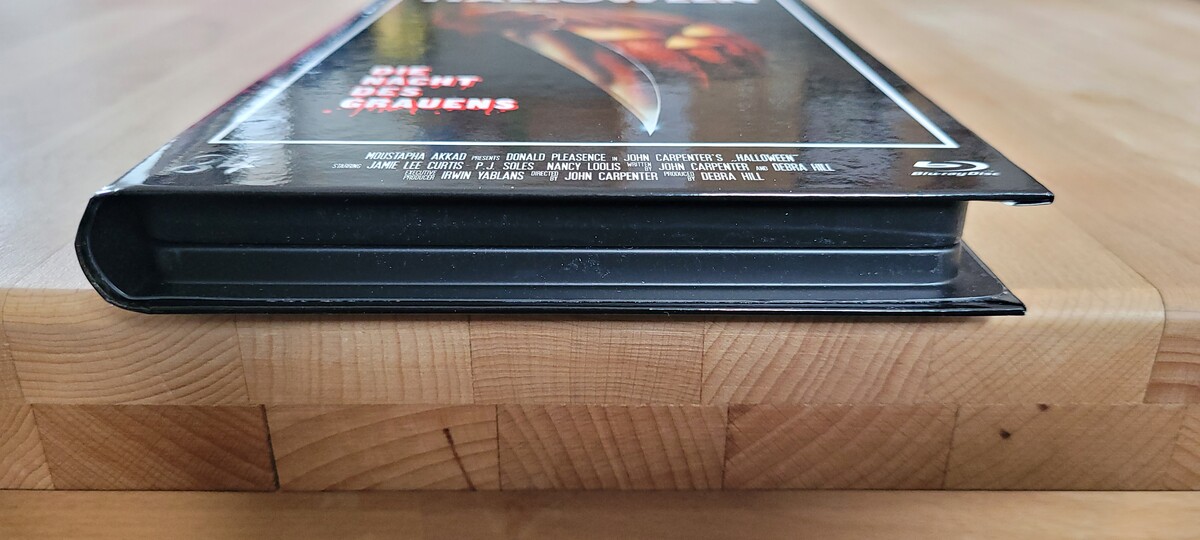 HALLOWEEN
DIE
NACHT
DES
GRAUENS
MOUSTAPHA AKKAD PRESENTS DONALD PLEASENCE IN JOHN CARPENTER'S „HALLOWEEN"
STARRING JAMIE LEE CURTIS - P.J. SOLES, NANCY LOOLIS WRITTEN BY JOHN CARPENTER AND DEBRA HILL
EXECUTIVE PRODUCER IRWIN YABLANS DIRECTED BY JOHN CARPENTER PRODUCED BY DEBRA HILL
Blu-ray Disc